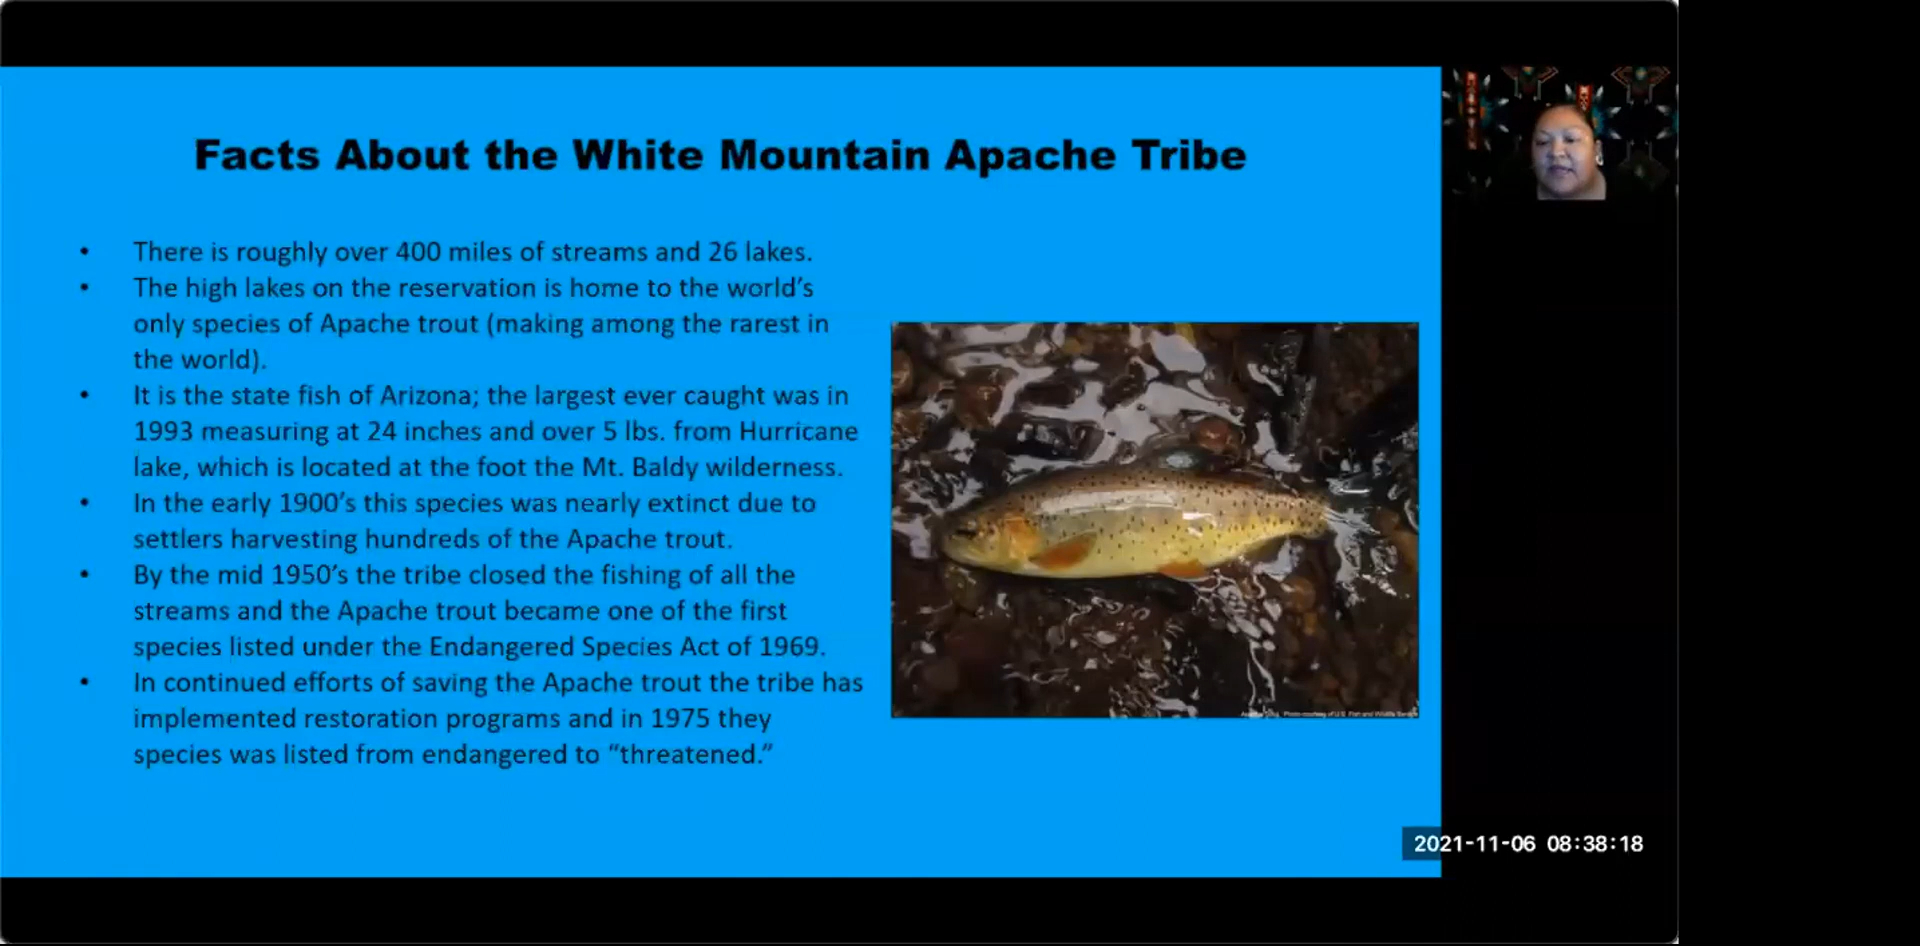 Facts About the White Mountain Apache Tribe
• There is roughly over 400 miles of streams and 26 lakes.
• The high lakes on the reservation is home to the world's
only species of Apache trout (making among the rarest in
the world).
• It is the state fish of Arizona; the largest ever caught was in
1993 measuring at 24 inches and over 5 lbs. from Hurricane
lake, which is located at the foot the Mt. Baldy wilderness.
• In the early 1900's this species was nearly extinct due to
settlers harvesting hundreds of the Apache trout.
• By the mid 1950's the tribe closed the fishing of all the
streams and the Apache trout became one of the first
species listed under the Endangered Species Act of 1969.
• In continued efforts of saving the Apache trout the tribe has
implemented restoration programs and in 1975 they
species was listed from endangered to “threatened.”
Photo courtesy of U.S. Fish and Wildlife Service
2021-11-06 08:38:18